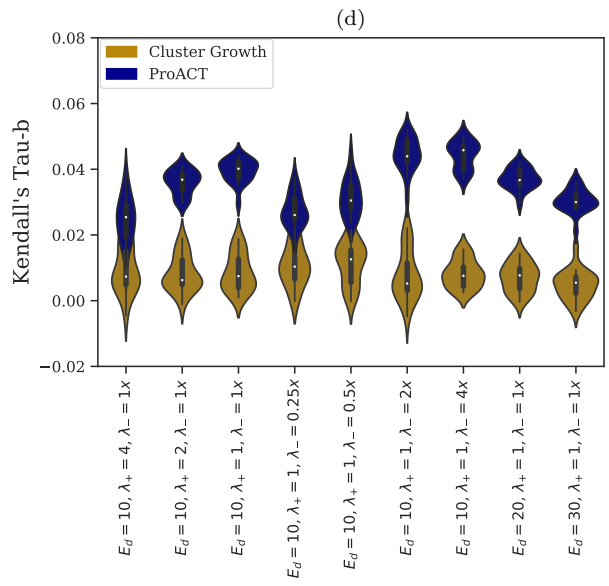 (d)
Cluster Growth
ProACT
Kendall's Tau-b
0.08
0.06
0.04
0.02
0.00
−0.02
E_d = 10, λ_+ = 4, λ_− = 1x
E_d = 10, λ_+ = 2, λ_− = 1x
E_d = 10, λ_+ = 1, λ_− = 1x
E_d = 10, λ_+ = 1, λ_− = 0.25x
E_d = 10, λ_+ = 1, λ_− = 0.5x
E_d = 10, λ_+ = 1, λ_− = 2x
E_d = 10, λ_+ = 1, λ_− = 4x
E_d = 20, λ_+ = 1, λ_− = 1x
E_d = 30, λ_+ = 1, λ_− = 1x